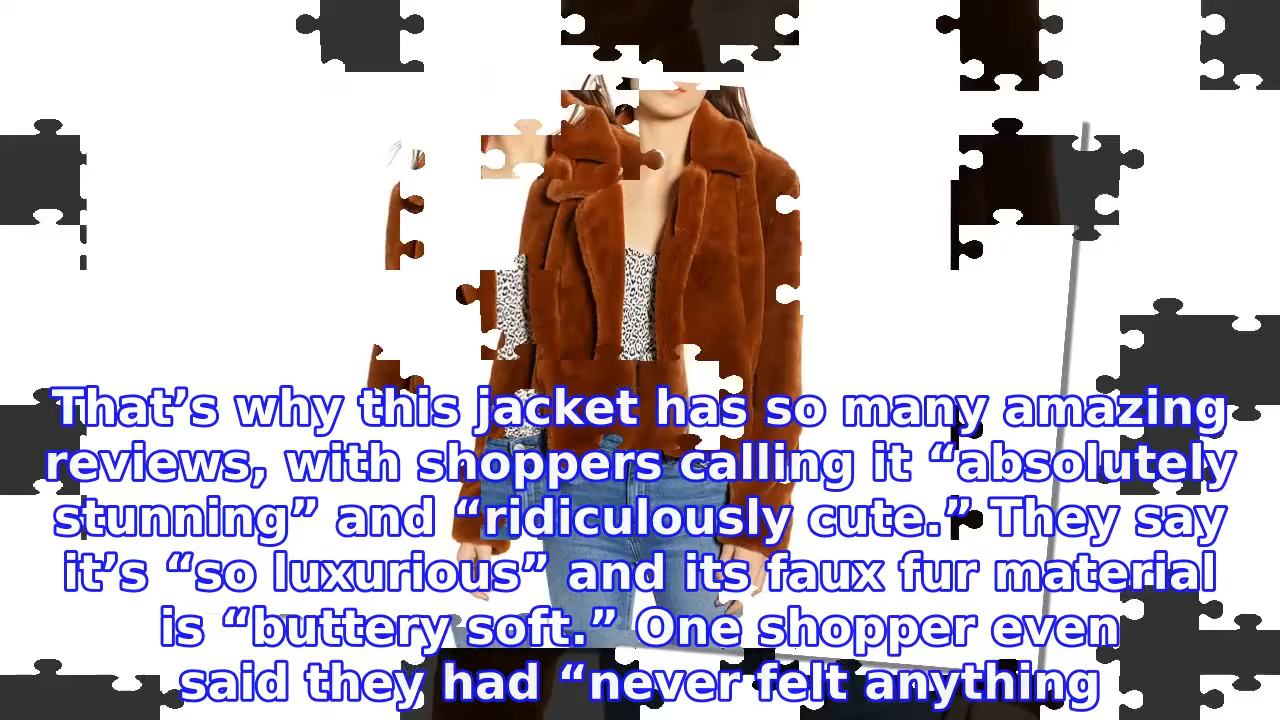 That’s why this jacket has so many amazing
reviews, with shoppers calling it “absolutely
stunning” and “ridiculously cute.” They say
it’s “so luxurious” and its faux fur material
is “buttery soft.” One shopper even
said they had “never felt anything